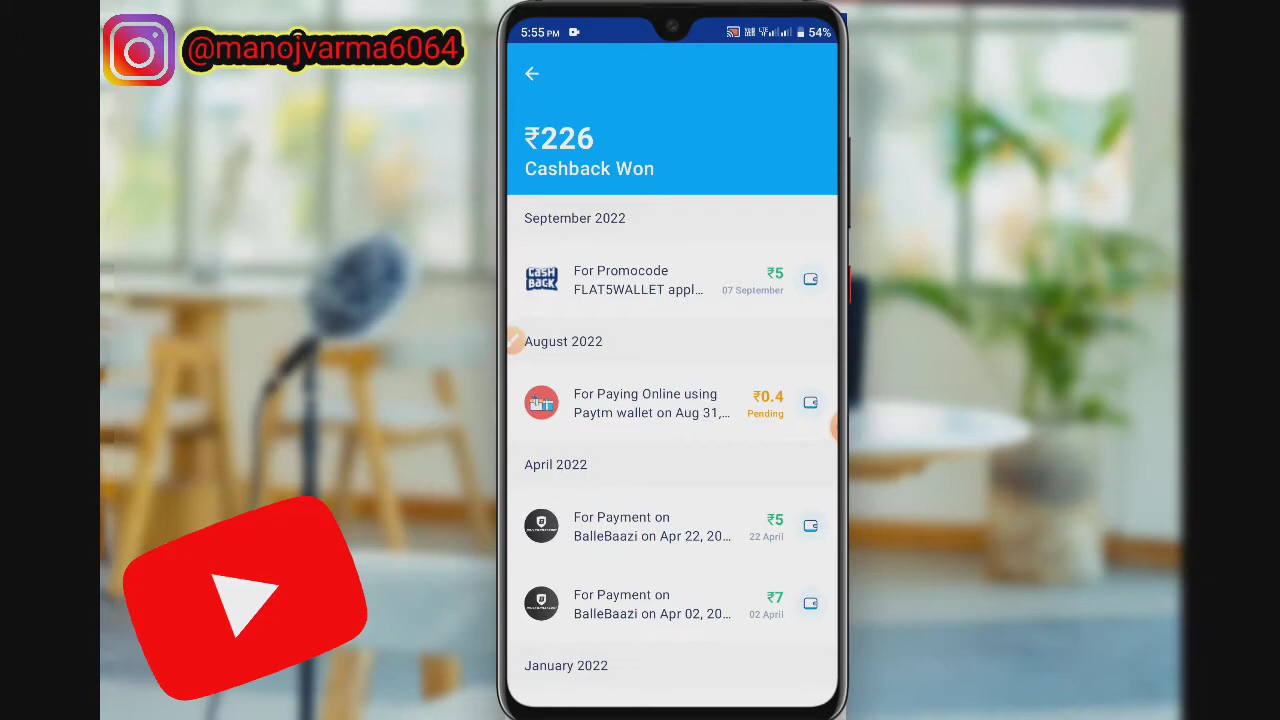 @manojvarma6064
5:55 PM
54%
₹226
Cashback Won
September 2022
CASH
BACK
For Promocode
FLAT5WALLET appl…
₹5
07 September
August 2022
For Paying Online using
Paytm wallet on Aug 31,…
₹0.4
Pending
April 2022
For Payment on
BalleBaazi on Apr 22, 20…
₹5
22 April
For Payment on
BalleBaazi on Apr 02, 20…
₹7
02 April
January 2022